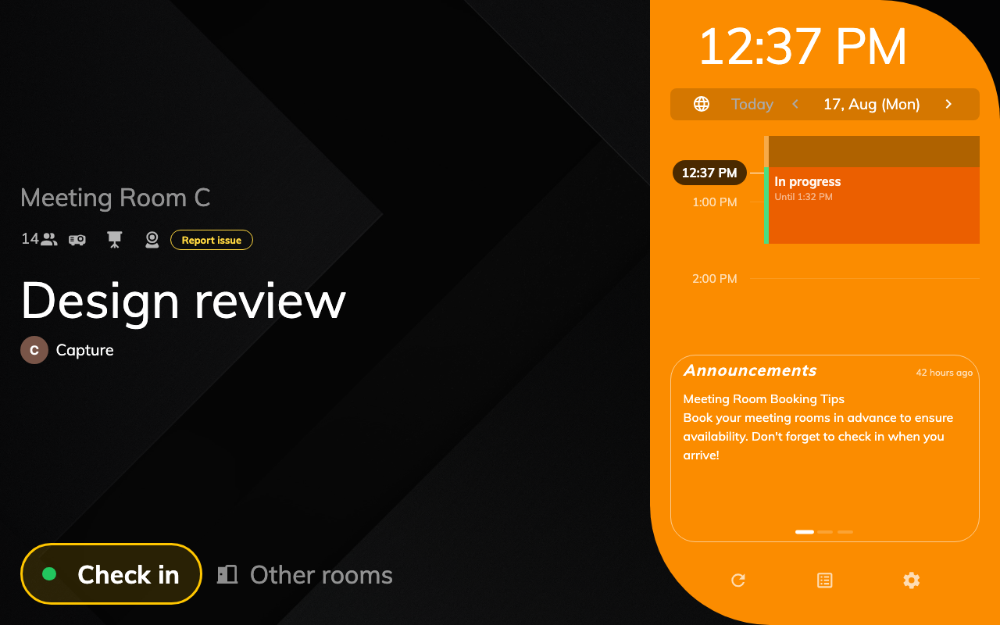 Meeting Room C
14
Report issue
Design review
C
Capture
Check in
Other rooms
12:37 PM
Today
17, Aug (Mon)
12:37 PM
In progress
Until 1:32 PM
1:00 PM
2:00 PM
Announcements
42 hours ago
Meeting Room Booking Tips
Book your meeting rooms in advance to ensure
availability. Don't forget to check in when you
arrive!